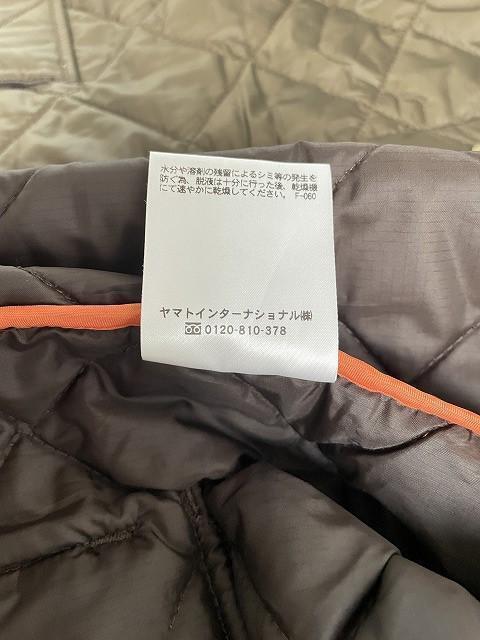 水分や溶剤の残留によるシミ等の発生を
防ぐ為、脱液は十分に行った後、乾燥機
にて速やかに乾燥してください。 F-060
ヤマトインターナショナル㈱
0120-810-378